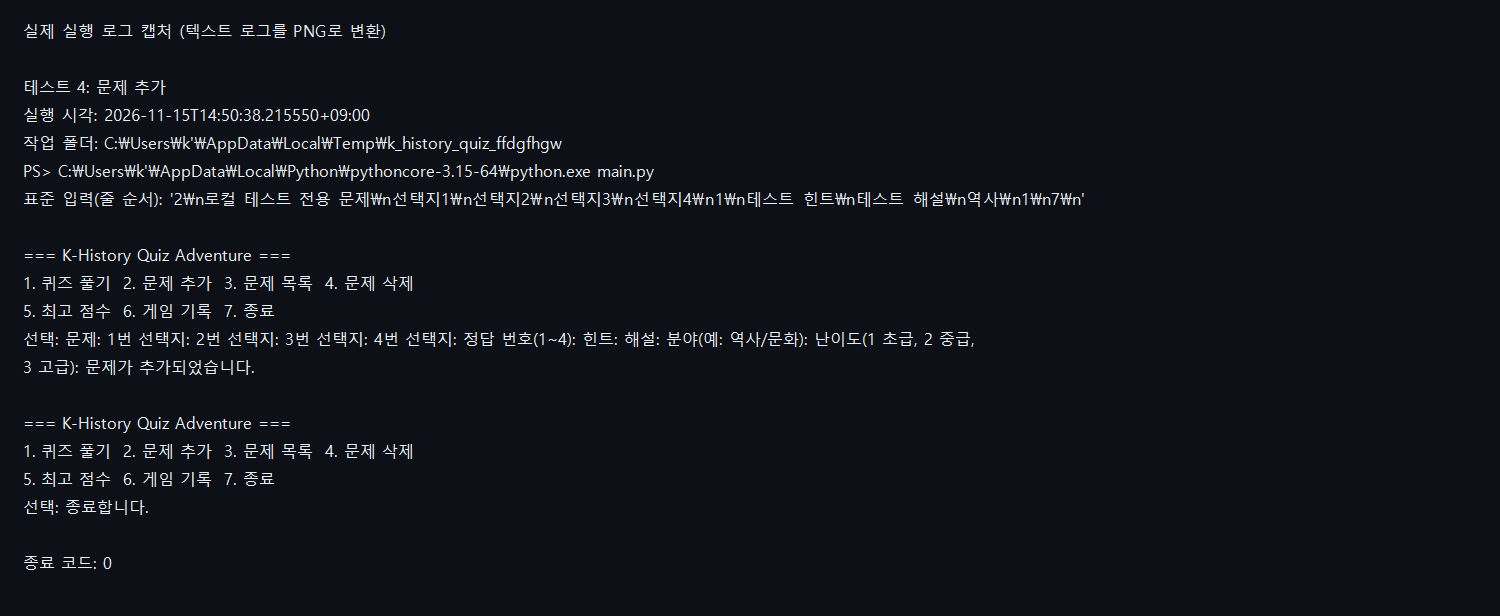 실제 실행 로그 캡처 (텍스트 로그를 PNG로 변환)
테스트 4: 문제 추가
실행 시각: 2026-11-15T14:50:38.215550+09:00
작업 폴더: C:₩Users₩k'₩AppData₩Local₩Temp₩k_history_quiz_ffdgfhgw
PS> C:₩Users₩k'₩AppData₩Local₩Python₩pythoncore-3.15-64₩python.exe main.py
표준 입력(줄 순서): '2₩n로컬 테스트 전용 문제₩n선택지1₩n선택지2₩n선택지3₩n선택지4₩n1₩n테스트 힌트₩n테스트 해설₩n역사₩n1₩n7₩n'
=== K-History Quiz Adventure ===
1. 퀴즈 풀기 2. 문제 추가 3. 문제 목록 4. 문제 삭제
5. 최고 점수 6. 게임 기록 7. 종료
선택: 문제: 1번 선택지: 2번 선택지: 3번 선택지: 4번 선택지: 정답 번호(1~4): 힌트: 해설: 분야(예: 역사/문화): 난이도(1 초급, 2 중급,
3 고급): 문제가 추가되었습니다.
=== K-History Quiz Adventure ===
1. 퀴즈 풀기 2. 문제 추가 3. 문제 목록 4. 문제 삭제
5. 최고 점수 6. 게임 기록 7. 종료
선택: 종료합니다.
종료 코드: 0